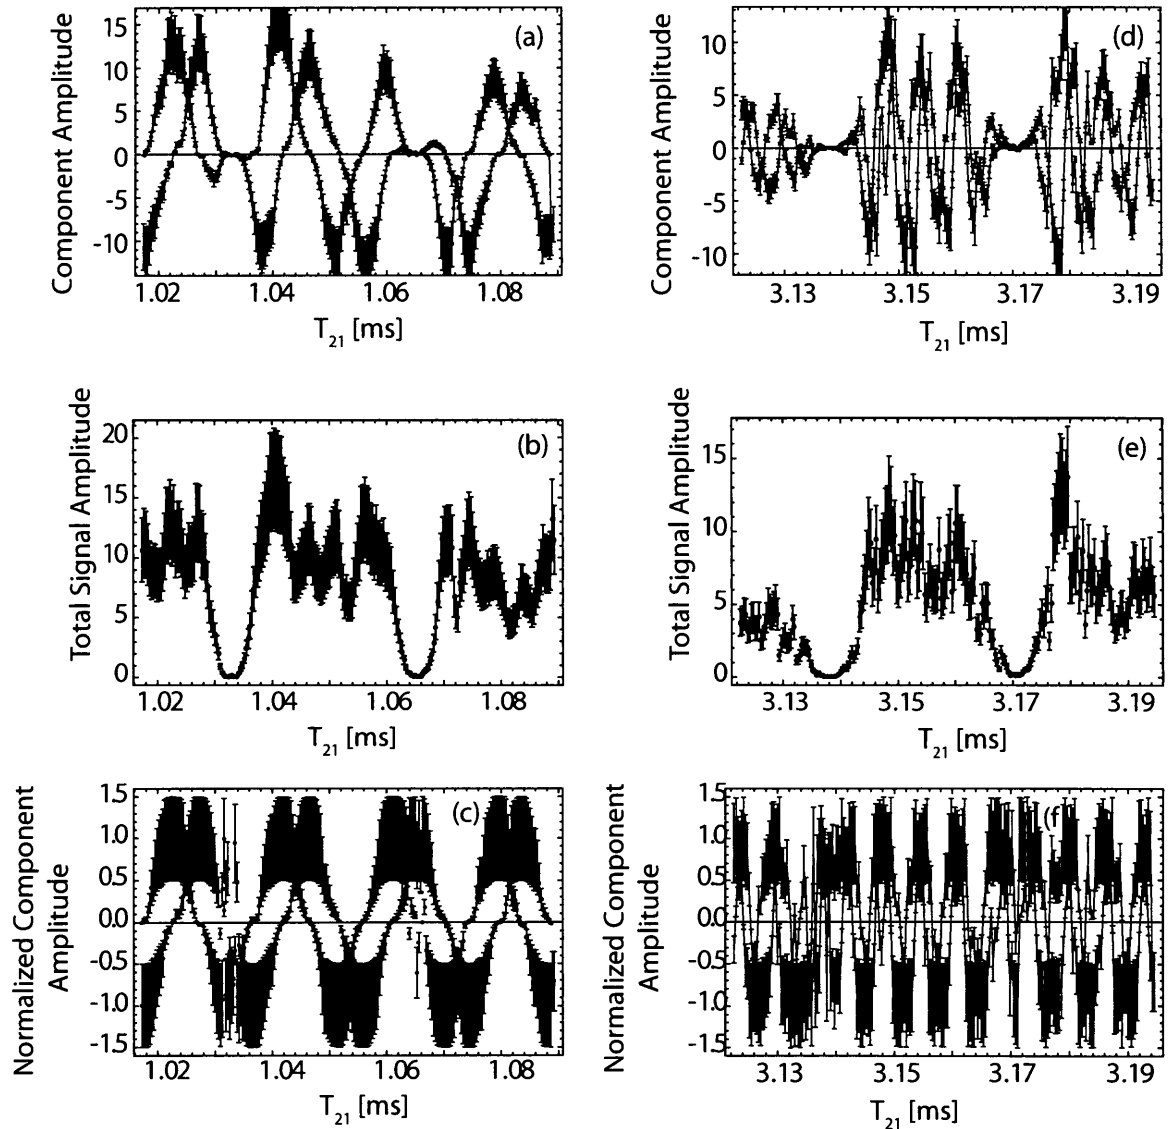 (a)
Component Amplitude
15
10
5
0
-5
-10
1.02 1.04 1.06 1.08
T21 [ms]
(d)
Component Amplitude
10
5
0
-5
-10
3.13 3.15 3.17 3.19
T21 [ms]
(b)
Total Signal Amplitude
20
15
10
5
0
1.02 1.04 1.06 1.08
T21 [ms]
(e)
Total Signal Amplitude
15
10
5
0
3.13 3.15 3.17 3.19
T21 [ms]
(c)
Normalized Component
Amplitude
1.5
1.0
0.5
0.0
-0.5
-1.0
-1.5
1.02 1.04 1.06 1.08
T21 [ms]
(f
Normalized Component
Amplitude
1.5
1.0
0.5
0.0
-0.5
-1.0
-1.5
3.13 3.15 3.17 3.19
T21 [ms]